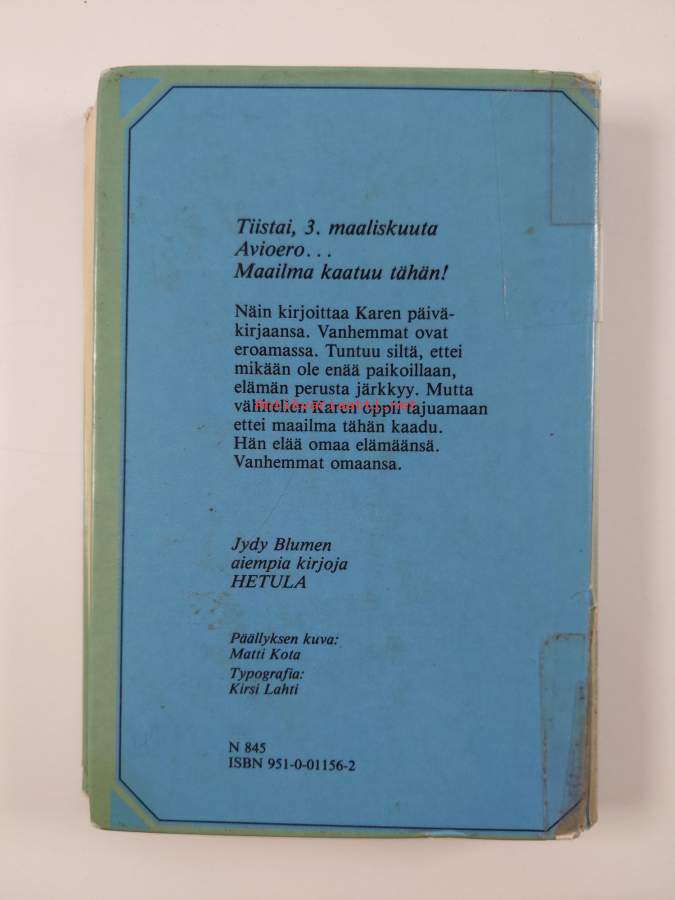 Tiistai, 3. maaliskuuta
Avioero...
Maailma kaatuu tähän!
Näin kirjoittaa Karen päivä-
kirjaansa. Vanhemmat ovat
eroamassa. Tuntuu siltä, ettei
mikään ole enää paikoillaan,
elämän perusta järkkyy. Mutta
vähitellen Karen oppii tajuamaan
ettei maailma tähän kaadu.
Hän elää omaa elämäänsä.
Vanhemmat omaansa.
Jydy Blumen
aiempia kirjoja
HETULA
Päällyksen kuva:
Matti Kota
Typografia:
Kirsi Lahti
N 845
ISBN 951-0-01156-2